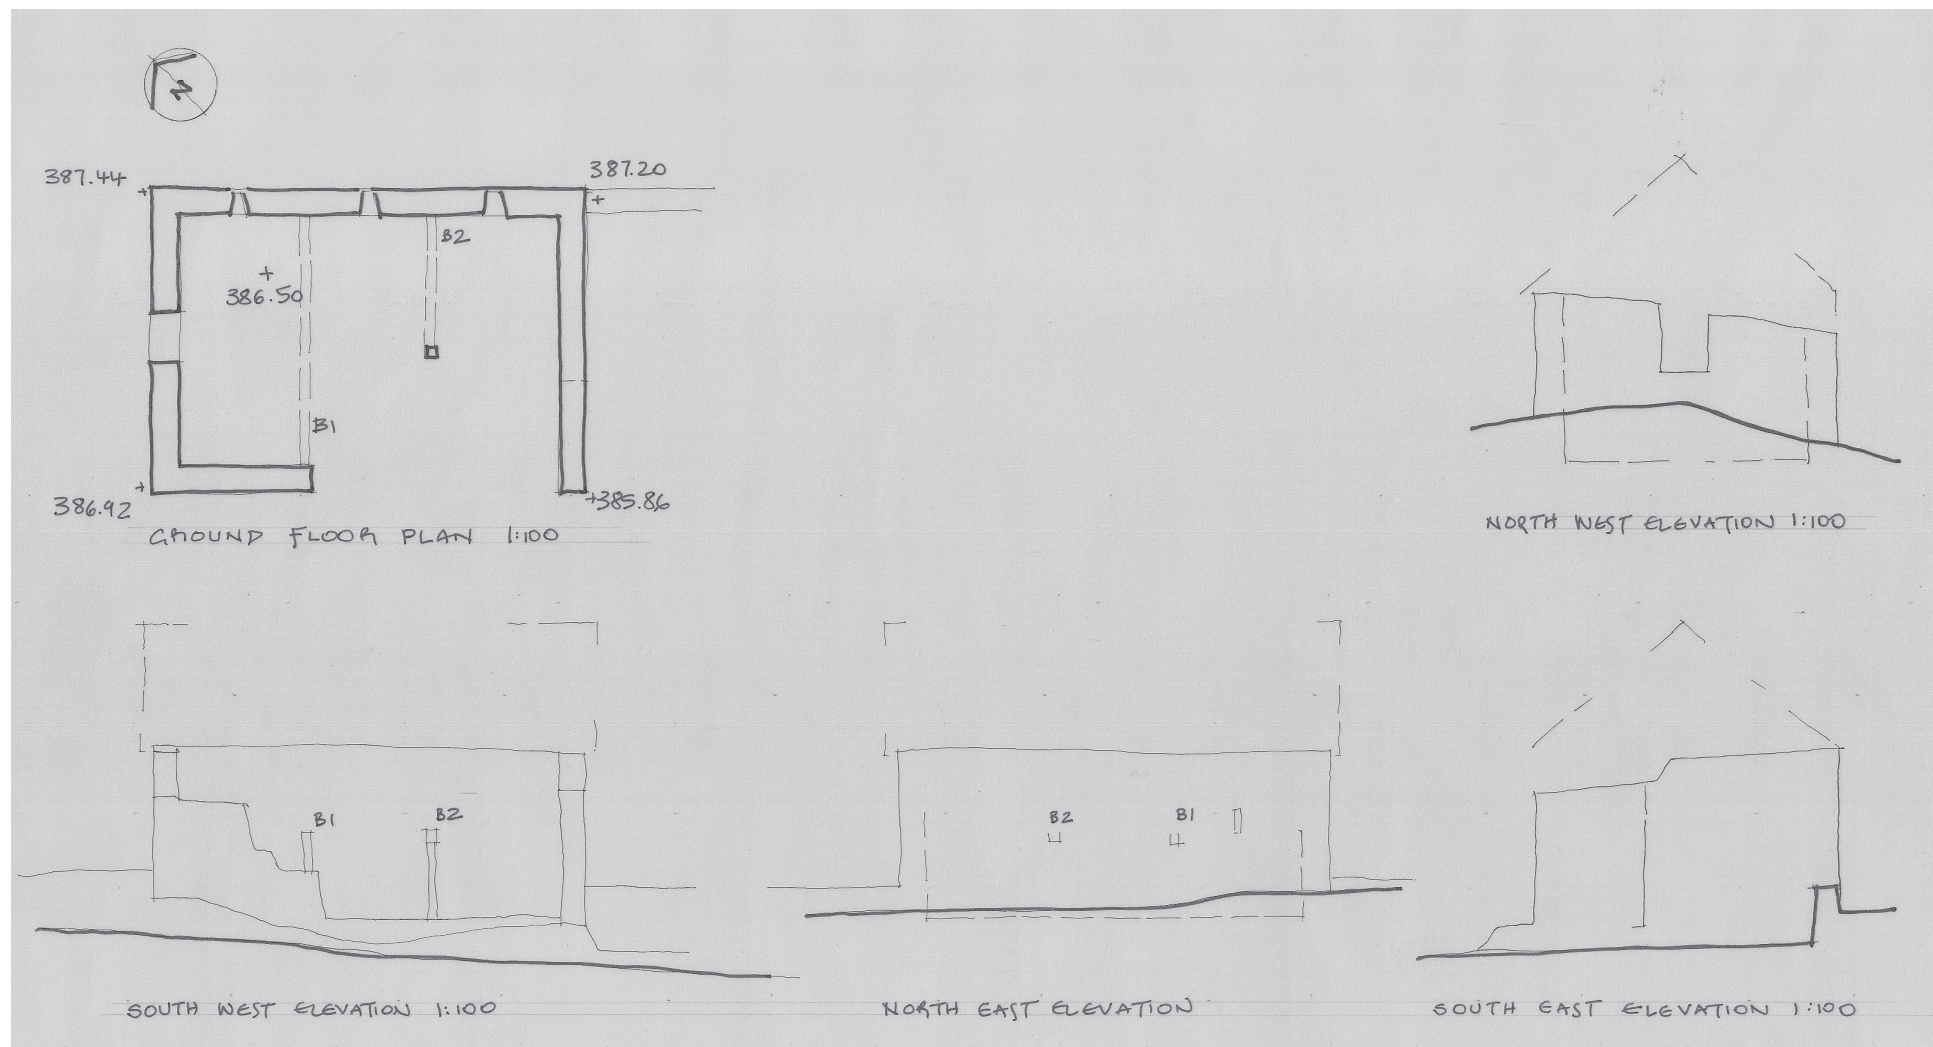 N
387.44
387.20
B2
386.50
B1
386.92
385.86
GROUND FLOOR PLAN 1:100
NORTH WEST ELEVATION 1:100
B1
B2
B2
B1
SOUTH WEST ELEVATION 1:100
NORTH EAST ELEVATION
SOUTH EAST ELEVATION 1:100